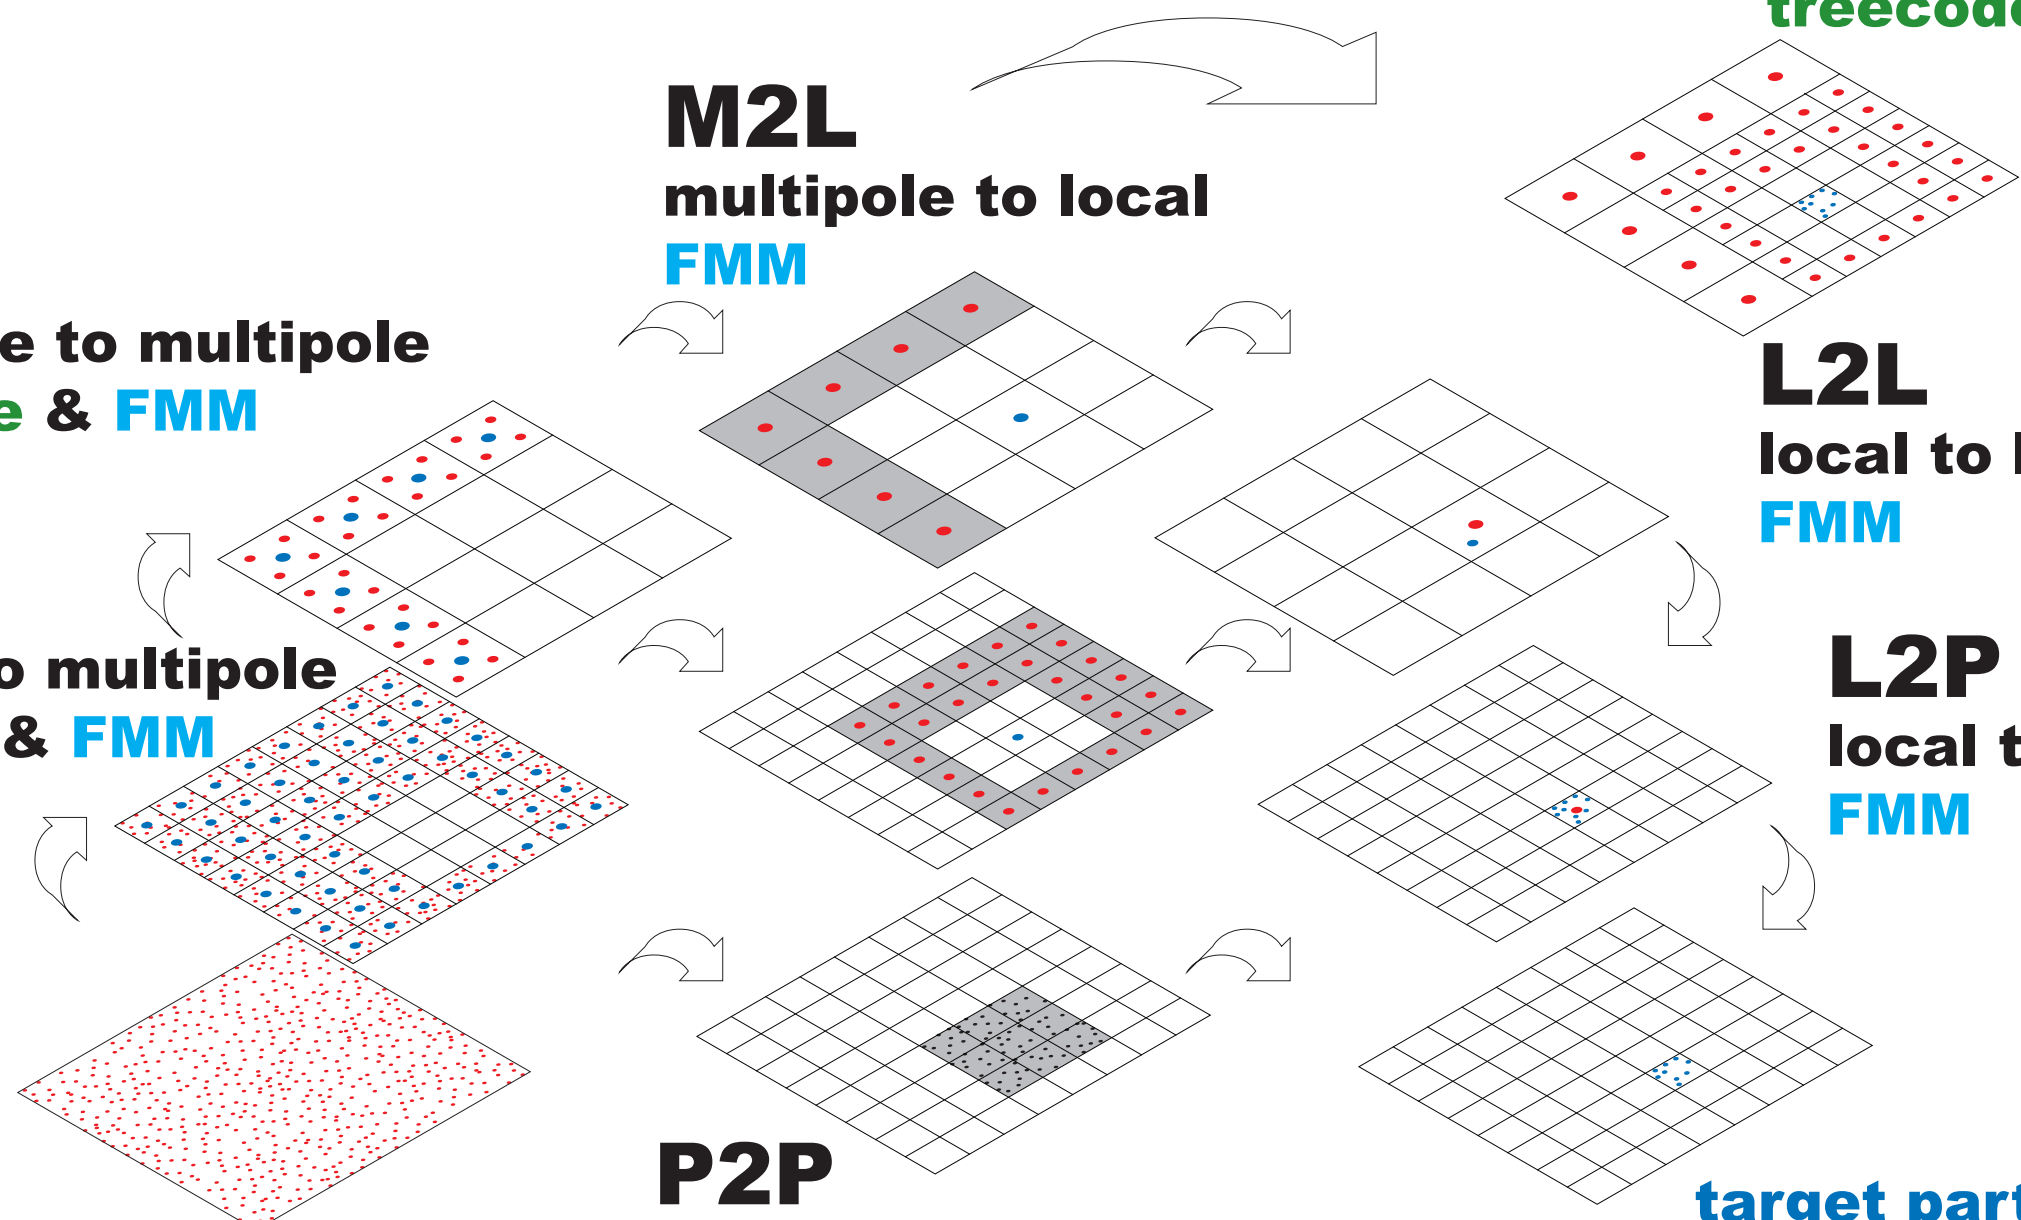 treecode
M2L
multipole to local
FMM
e to multipole
e & FMM
L2L
local to
FMM
o multipole
& FMM
L2P
local t
FMM
P2P
target part